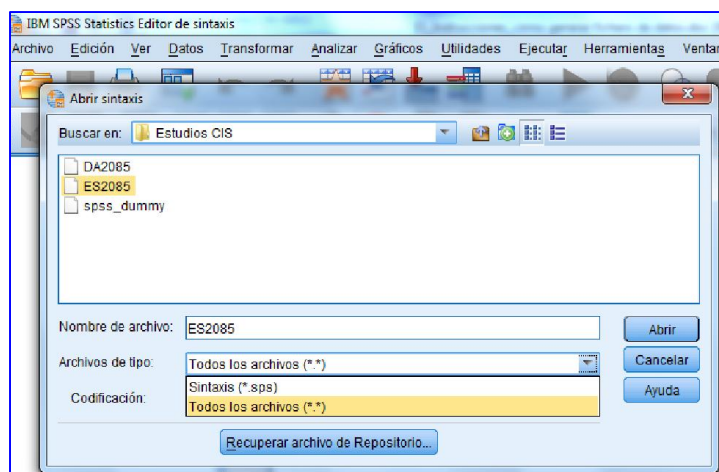 IBM SPSS Statistics Editor de sintaxis
Archivo Edición Ver Datos Transformar Analizar Gráficos Utilidades Ejecutar Herramientas Ventan
Abrir sintaxis
Buscar en: Estudios CIS
DA2085
ES2085
spss_dummy
Nombre de archivo: ES2085
Abrir
Archivos de tipo: Todos los archivos (*.*)
Cancelar
Sintaxis (*.sps)
Codificación: Todos los archivos (*.*)
Ayuda
Recuperar archivo de Repositorio...